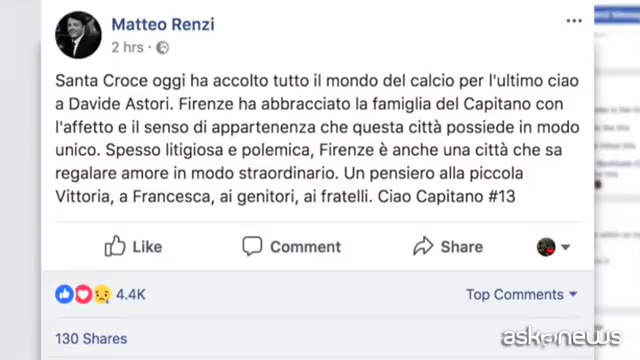 Matteo Renzi
2 hrs
Santa Croce oggi ha accolto tutto il mondo del calcio per l'ultimo ciao
a Davide Astori. Firenze ha abbracciato la famiglia del Capitano con
l'affetto e il senso di appartenenza che questa città possiede in modo
unico. Spesso litigiosa e polemica, Firenze è anche una città che sa
regalare amore in modo straordinario. Un pensiero alla piccola
Vittoria, a Francesca, ai genitori, ai fratelli. Ciao Capitano #13
Like Comment Share
4.4K Top Comments
130 Shares
askanews